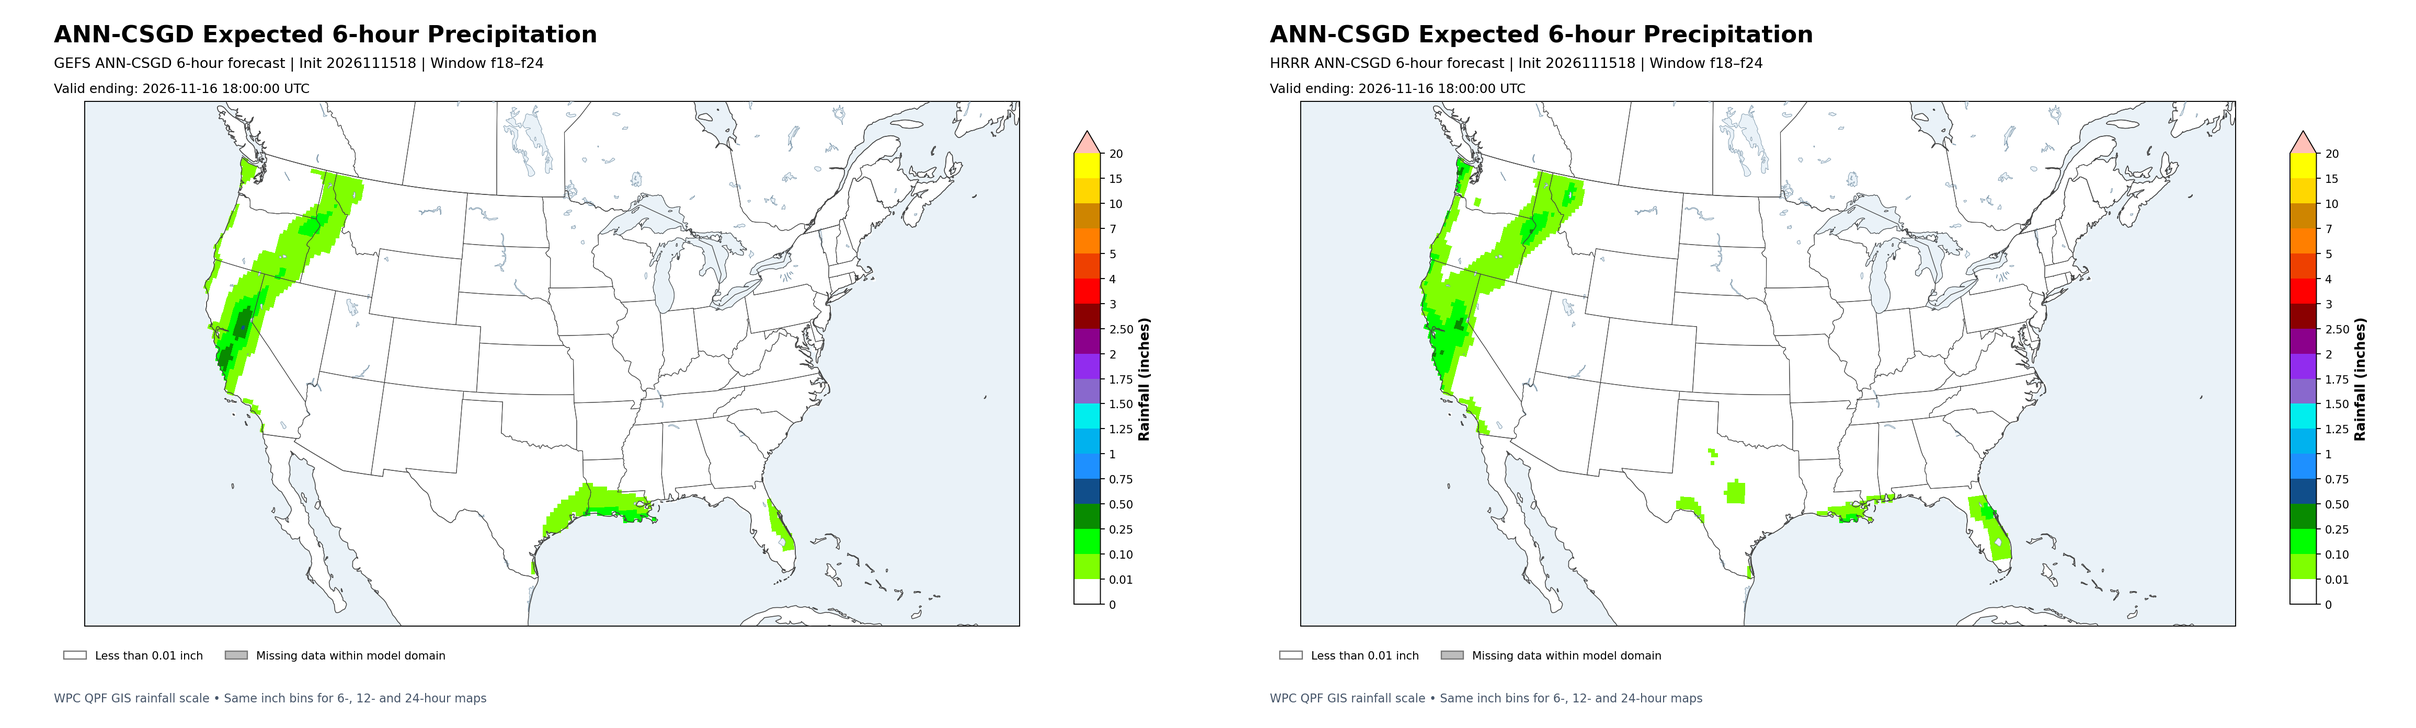 ANN-CSGD Expected 6-hour Precipitation
GEFS ANN-CSGD 6-hour forecast | Init 2026111518 | Window f18–f24
Valid ending: 2026-11-16 18:00:00 UTC
20
15
10
7
5
4
3
2.50
2
1.75
1.50
1.25
1
0.75
0.50
0.25
0.10
0.01
0
Rainfall (inches)
Less than 0.01 inch
Missing data within model domain
WPC QPF GIS rainfall scale • Same inch bins for 6-, 12- and 24-hour maps
ANN-CSGD Expected 6-hour Precipitation
HRRR ANN-CSGD 6-hour forecast | Init 2026111518 | Window f18–f24
Valid ending: 2026-11-16 18:00:00 UTC
20
15
10
7
5
4
3
2.50
2
1.75
1.50
1.25
1
0.75
0.50
0.25
0.10
0.01
0
Rainfall (inches)
Less than 0.01 inch
Missing data within model domain
WPC QPF GIS rainfall scale • Same inch bins for 6-, 12- and 24-hour maps